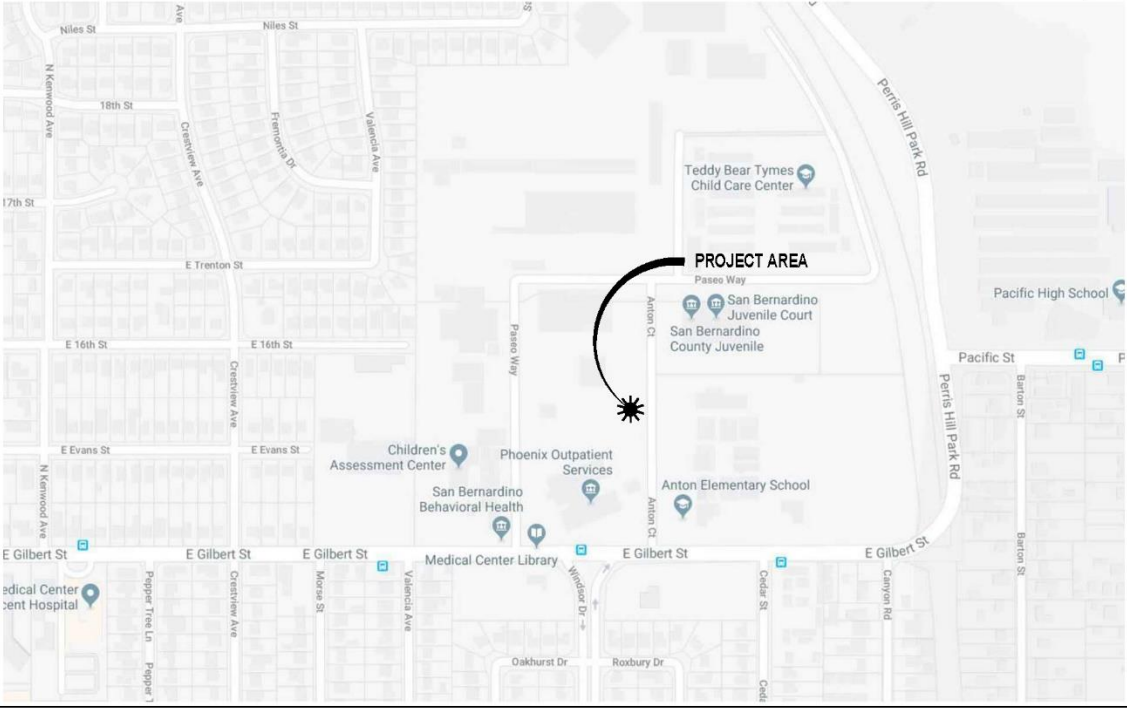 Niles St
Ave
Niles St
N Kenwood Ave
18th St
Crestview Ave
Fremontia Dr
Valencia Ave
Perris Hill Park Rd
Teddy Bear Tymes
Child Care Center
17th St
E Trenton St
PROJECT AREA
Paseo Way
Pacific High School
San Bernardino
Juvenile Court
San Bernardino
County Juvenile
Anton Ct
Paseo Way
E 16th St
E 16th St
Pacific St
P
Crestview Ave
Barton St
Perris Hill Park Rd
E Evans St
E Evans St
Children's
Assessment Center
Phoenix Outpatient
Services
N Kenwood Ave
San Bernardino
Behavioral Health
Anton Elementary School
Anton Ct
Barton St
E Gilbert St
E Gilbert St
E Gilbert St
Medical Center Library
E Gilbert St
E Gilbert St
edical Center
cent Hospital
Pepper Tree Ln
Crestview Ave
Morse St
Valencia Ave
Windsor Dr
Cedar St
Canyon Rd
Oakhurst Dr
Roxbury Dr
Pepper T
Ceda